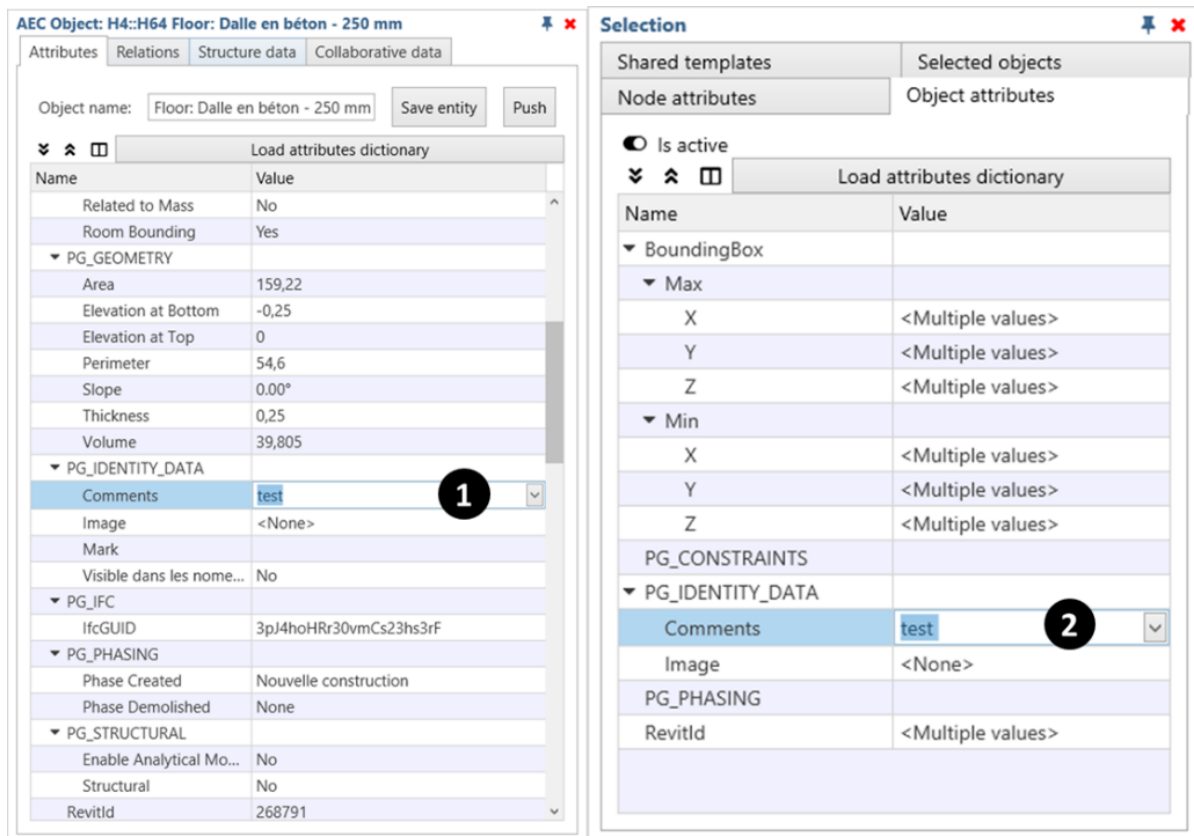 AEC Object: H4::H64 Floor: Dalle en béton - 250 mm
Attributes Relations Structure data Collaborative data
Object name: Floor: Dalle en béton - 250 mm Save entity Push
Load attributes dictionary
Name Value
Related to Mass No
Room Bounding Yes
PG_GEOMETRY
Area 159,22
Elevation at Bottom -0,25
Elevation at Top 0
Perimeter 54,6
Slope 0.00°
Thickness 0,25
Volume 39,805
PG_IDENTITY_DATA
Comments test 1
Image <None>
Mark
Visible dans les nome... No
PG_IFC
IfcGUID 3pJ4hoHRr30vmCs23hs3rF
PG_PHASING
Phase Created Nouvelle construction
Phase Demolished None
PG_STRUCTURAL
Enable Analytical Mo... No
Structural No
RevitId 268791
Selection
Shared templates Selected objects
Node attributes Object attributes
Is active
Load attributes dictionary
Name Value
BoundingBox
Max
X <Multiple values>
Y <Multiple values>
Z <Multiple values>
Min
X <Multiple values>
Y <Multiple values>
Z <Multiple values>
PG_CONSTRAINTS
PG_IDENTITY_DATA
Comments test 2
Image <None>
PG_PHASING
RevitId <Multiple values>